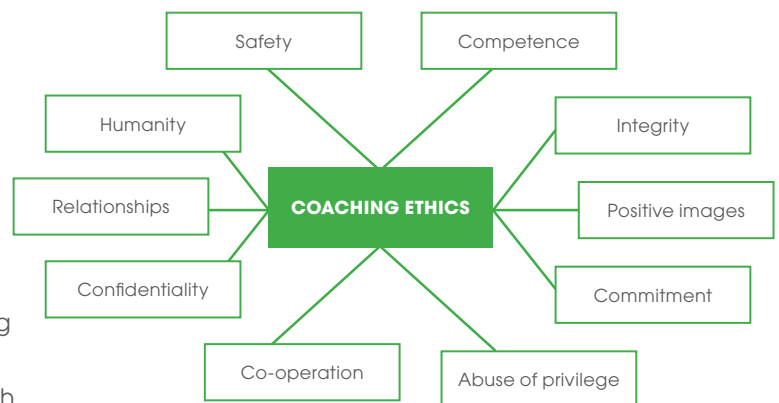 Safety
Competence
Humanity
Integrity
Relationships
COACHING ETHICS
Positive images
Confidentiality
Commitment
Co-operation
Abuse of privilege